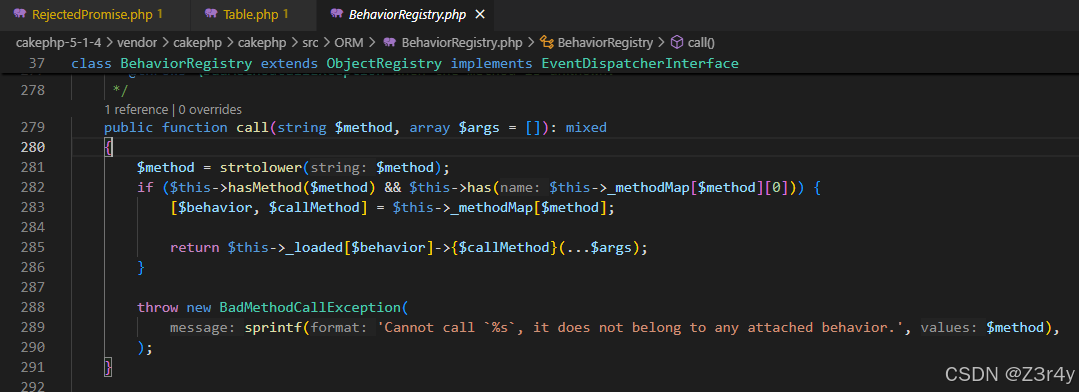 RejectedPromise.php 1 Table.php 1 BehaviorRegistry.php ×
cakephp-5-1-4 > vendor > cakephp > cakephp > src > ORM > BehaviorRegistry.php > BehaviorRegistry > call()
37 class BehaviorRegistry extends ObjectRegistry implements EventDispatcherInterface
278 */
1 reference | 0 overrides
279 public function call(string $method, array $args = []): mixed
280 {
281 $method = strtolower(string: $method);
282 if ($this->hasMethod($method) && $this->has(name: $this->_methodMap[$method][0])) {
283 [$behavior, $callMethod] = $this->_methodMap[$method];
284
285 return $this->_loaded[$behavior]->{$callMethod}(...$args);
286 }
287
288 throw new BadMethodCallException(
289 message: sprintf(format: 'Cannot call `%s`, it does not belong to any attached behavior.', values: $method),
290 );
291 }
292
CSDN @Z3r4y